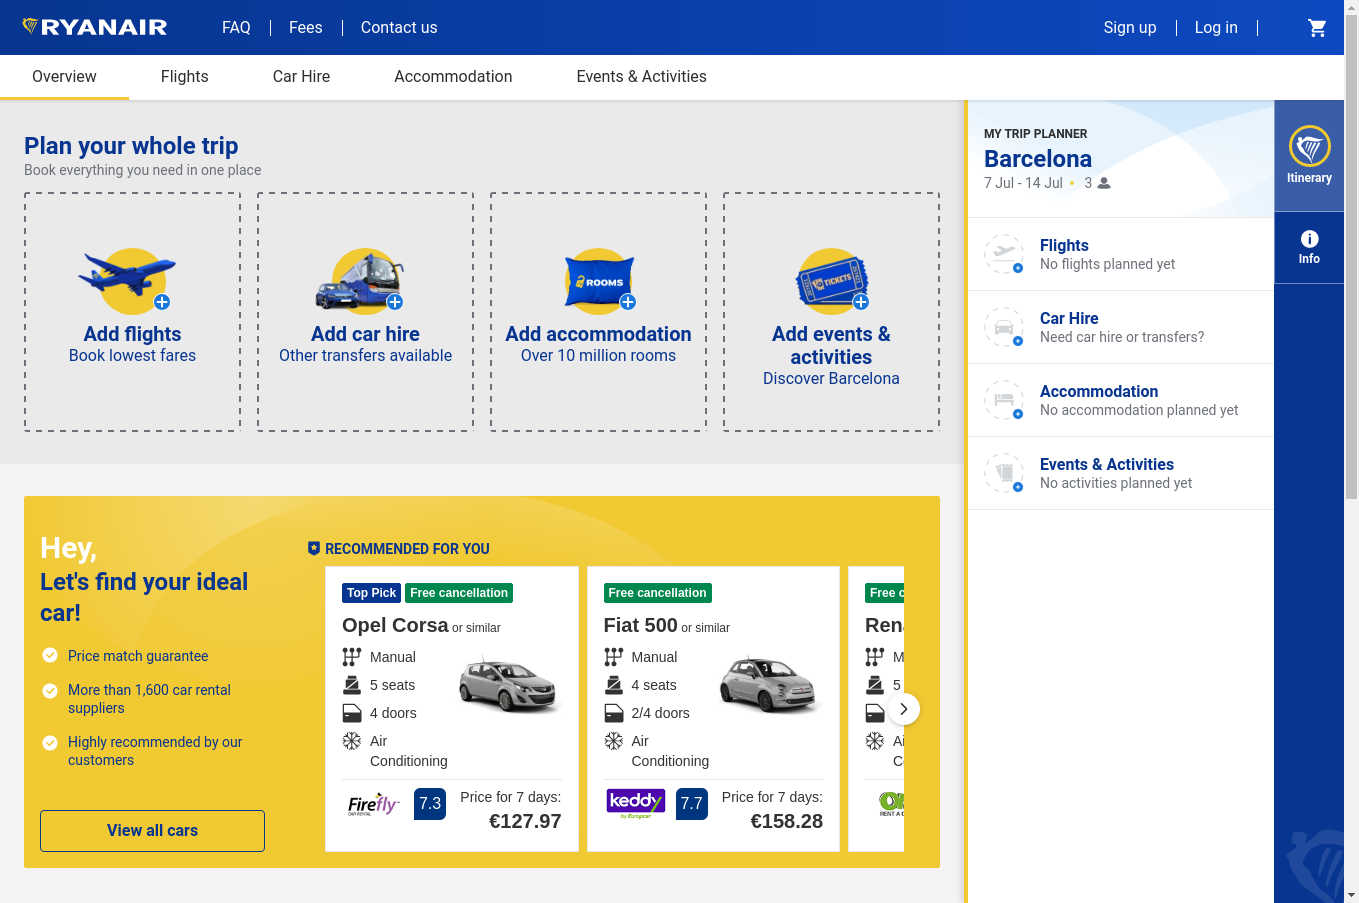 RYANAIR
FAQ
Fees
Contact us
Sign up
Log in
Overview
Flights
Car Hire
Accommodation
Events & Activities
Plan your whole trip
Book everything you need in one place
Add flights
Book lowest fares
Add car hire
Other transfers available
ROOMS
Add accommodation
Over 10 million rooms
TICKETS
Add events &
activities
Discover Barcelona
MY TRIP PLANNER
Barcelona
7 Jul - 14 Jul • 3
Flights
No flights planned yet
Car Hire
Need car hire or transfers?
Accommodation
No accommodation planned yet
Events & Activities
No activities planned yet
Itinerary
Info
Hey,
Let's find your ideal
car!
Price match guarantee
More than 1,600 car rental
suppliers
Highly recommended by our
customers
View all cars
RECOMMENDED FOR YOU
Top Pick
Free cancellation
Opel Corsa or similar
Manual
5 seats
4 doors
Air
Conditioning
Firefly
CAR RENTAL
7.3
Price for 7 days:
€127.97
Free cancellation
Fiat 500 or similar
Manual
4 seats
2/4 doors
Air
Conditioning
keddy
by Europcar
7.7
Price for 7 days:
€158.28
Free c
Ren
M
5
Ai
C
RENT A